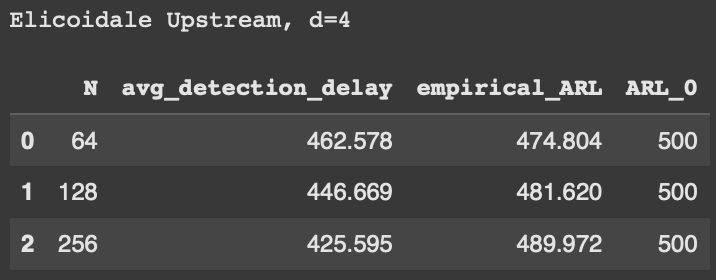 Elicoidale Upstream, d=4
N avg_detection_delay empirical_ARL ARL_0
0 64 462.578 474.804 500
1 128 446.669 481.620 500
2 256 425.595 489.972 500